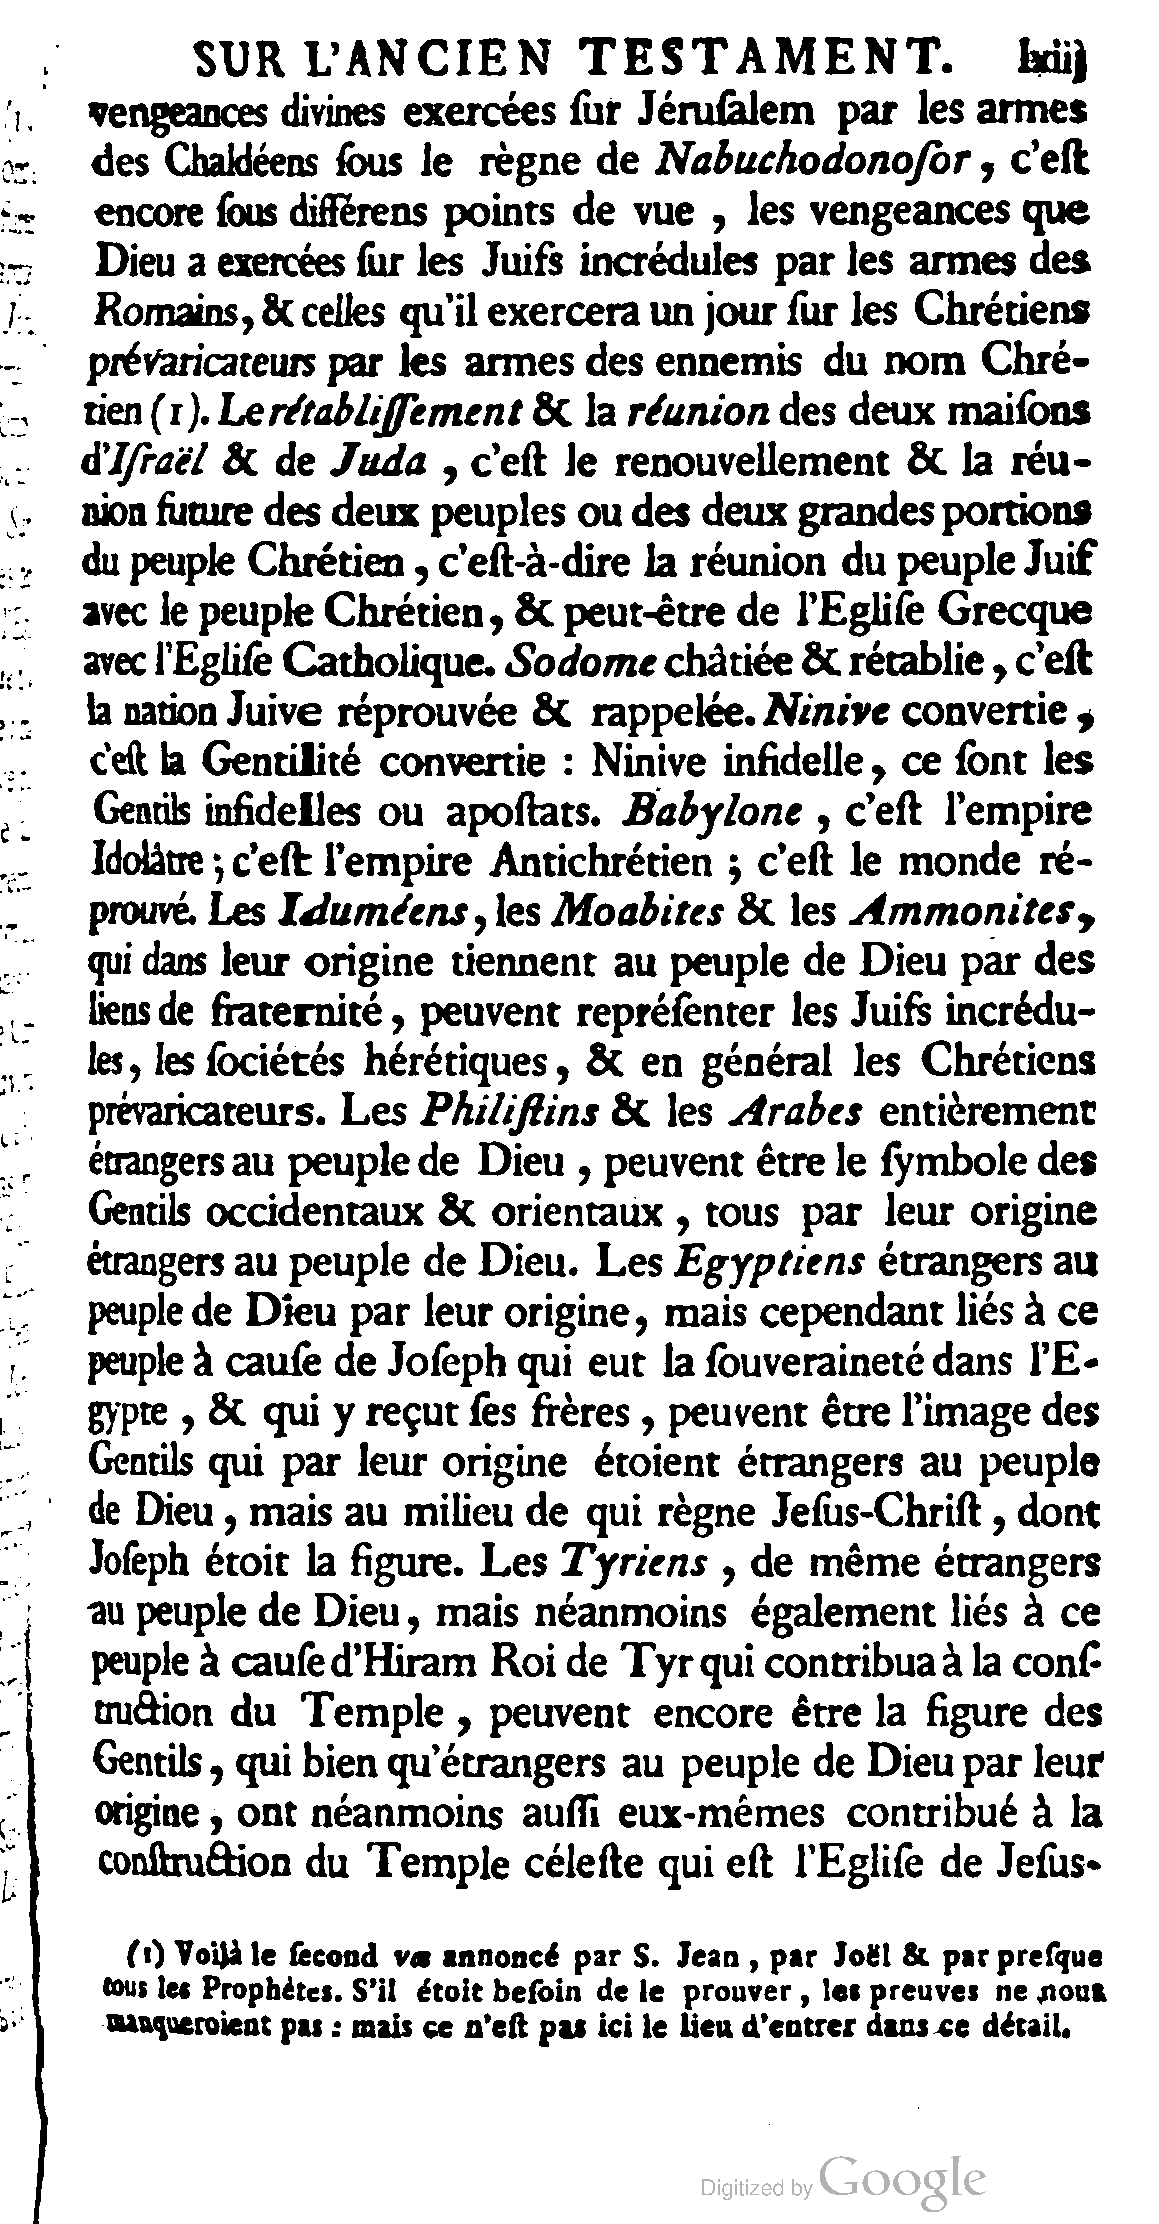 SUR L'ANCIEN TESTAMENT. lxiij
vengeances divines exercées ſur Jéruſalem par les armes
des Chaldéens ſous le règne de Nabuchodonoſor, c'eſt
encore ſous différens points de vue, les vengeances que
Dieu a exercées ſur les Juifs incrédules par les armes des
Romains, & celles qu'il exercera un jour ſur les Chrétiens
prévaricateurs par les armes des ennemis du nom Chré-
tien (1). Le rétabliſſement & la réunion des deux maiſons
d'Iſraël & de Juda, c'eſt le renouvellement & la réu-
nion future des deux peuples ou des deux grandes portions
du peuple Chrétien, c'eſt-à-dire la réunion du peuple Juif
avec le peuple Chrétien, & peut-être de l'Egliſe Grecque
avec l'Egliſe Catholique. Sodome châtiée & rétablie, c'eſt
la nation Juive réprouvée & rappelée. Ninive convertie,
c'eſt la Gentilité convertie : Ninive infidelle, ce ſont les
Gentils infidelles ou apoſtats. Babylone, c'eſt l'empire
Idolâtre; c'eſt l'empire Antichrétien ; c'eſt le monde ré-
prouvé. Les Iduméens, les Moabites & les Ammonites,
qui dans leur origine tiennent au peuple de Dieu par des
liens de fraternité, peuvent repréſenter les Juifs incrédu-
les, les ſociétés hérétiques, & en général les Chrétiens
prévaricateurs. Les Philiſtins & les Arabes entièrement
étrangers au peuple de Dieu, peuvent être le ſymbole des
Gentils occidentaux & orientaux, tous par leur origine
étrangers au peuple de Dieu. Les Egyptiens étrangers au
peuple de Dieu par leur origine, mais cependant liés à ce
peuple à cauſe de Joſeph qui eut la ſouveraineté dans l'E-
gypte, & qui y reçut ſes frères, peuvent être l'image des
Gentils qui par leur origine étoient étrangers au peuple
de Dieu, mais au milieu de qui règne Jeſus-Chriſt, dont
Joſeph étoit la figure. Les Tyriens, de même étrangers
au peuple de Dieu, mais néanmoins également liés à ce
peuple à cauſe d'Hiram Roi de Tyr qui contribua à la conſ-
truction du Temple, peuvent encore être la figure des
Gentils, qui bien qu'étrangers au peuple de Dieu par leur
origine, ont néanmoins auſſi eux-mêmes contribué à la
conſtruction du Temple céleſte qui eſt l'Egliſe de Jeſus-
(1) Voilà le ſecond væ annoncé par S. Jean, par Joël & par preſque
tous les Prophètes. S'il étoit beſoin de le prouver, les preuves ne nous
manqueroient pas : mais ce n'eſt pas ici le lieu d'entrer dans ce détail.
Digitized by Google